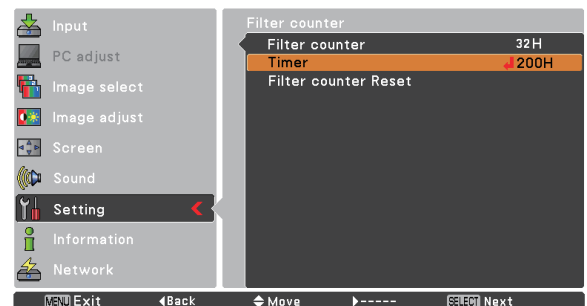 Input
PC adjust
Image select
Image adjust
Screen
Sound
Setting
Information
Network
Filter counter
Filter counter 32H
Timer 200H
Filter counter Reset
MENU Exit ◀Back Move ▶----- SELECT Next